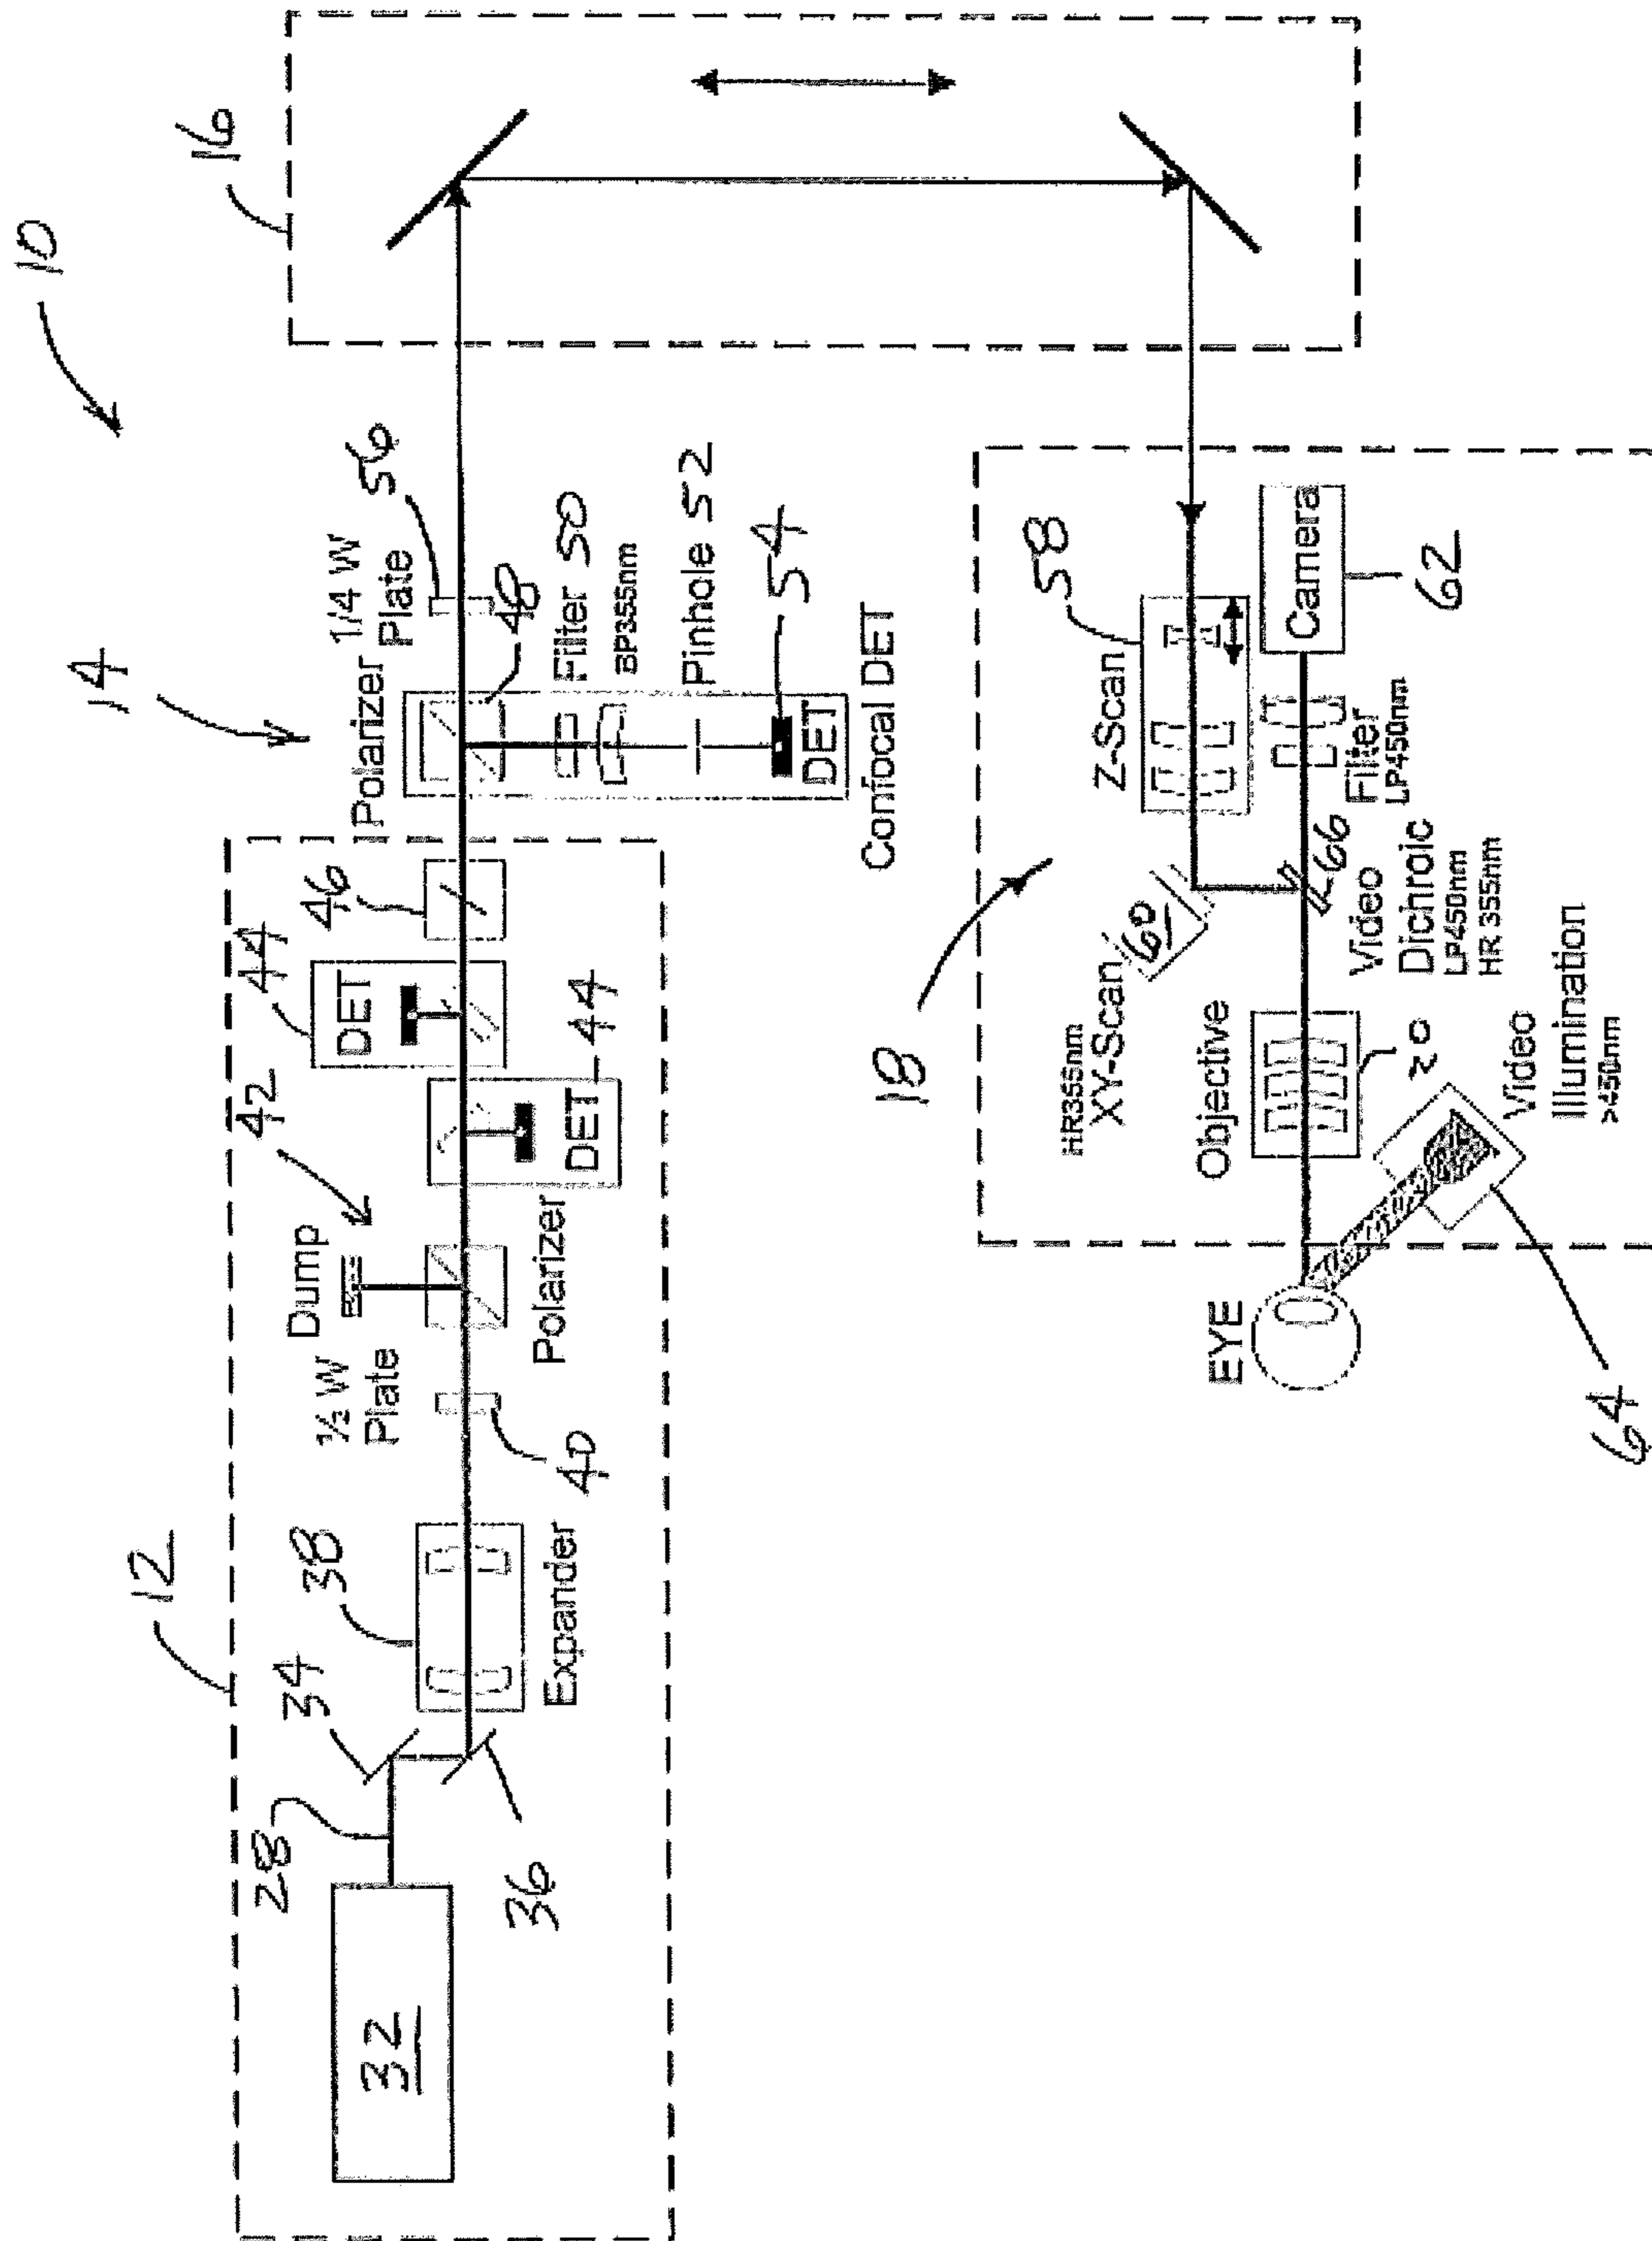 10
16
14
12
1/4 W
Plate
56
Polarizer
48
Filter 50
BP355nm
Pinhole 52
54
DET
Confocal DET
46
44
DET
44
DET
42
Dump
1/2 W
Plate
Polarizer
40
38
Expander
34
28
36
32
18
58
Z-Scan
Camera
62
Filter
LP450nm
HR355nm
XY-Scan
60
66
Video
Dichroic
LP450nm
HR 355nm
Objective
20
Video
Illumination
>450nm
EYE
64